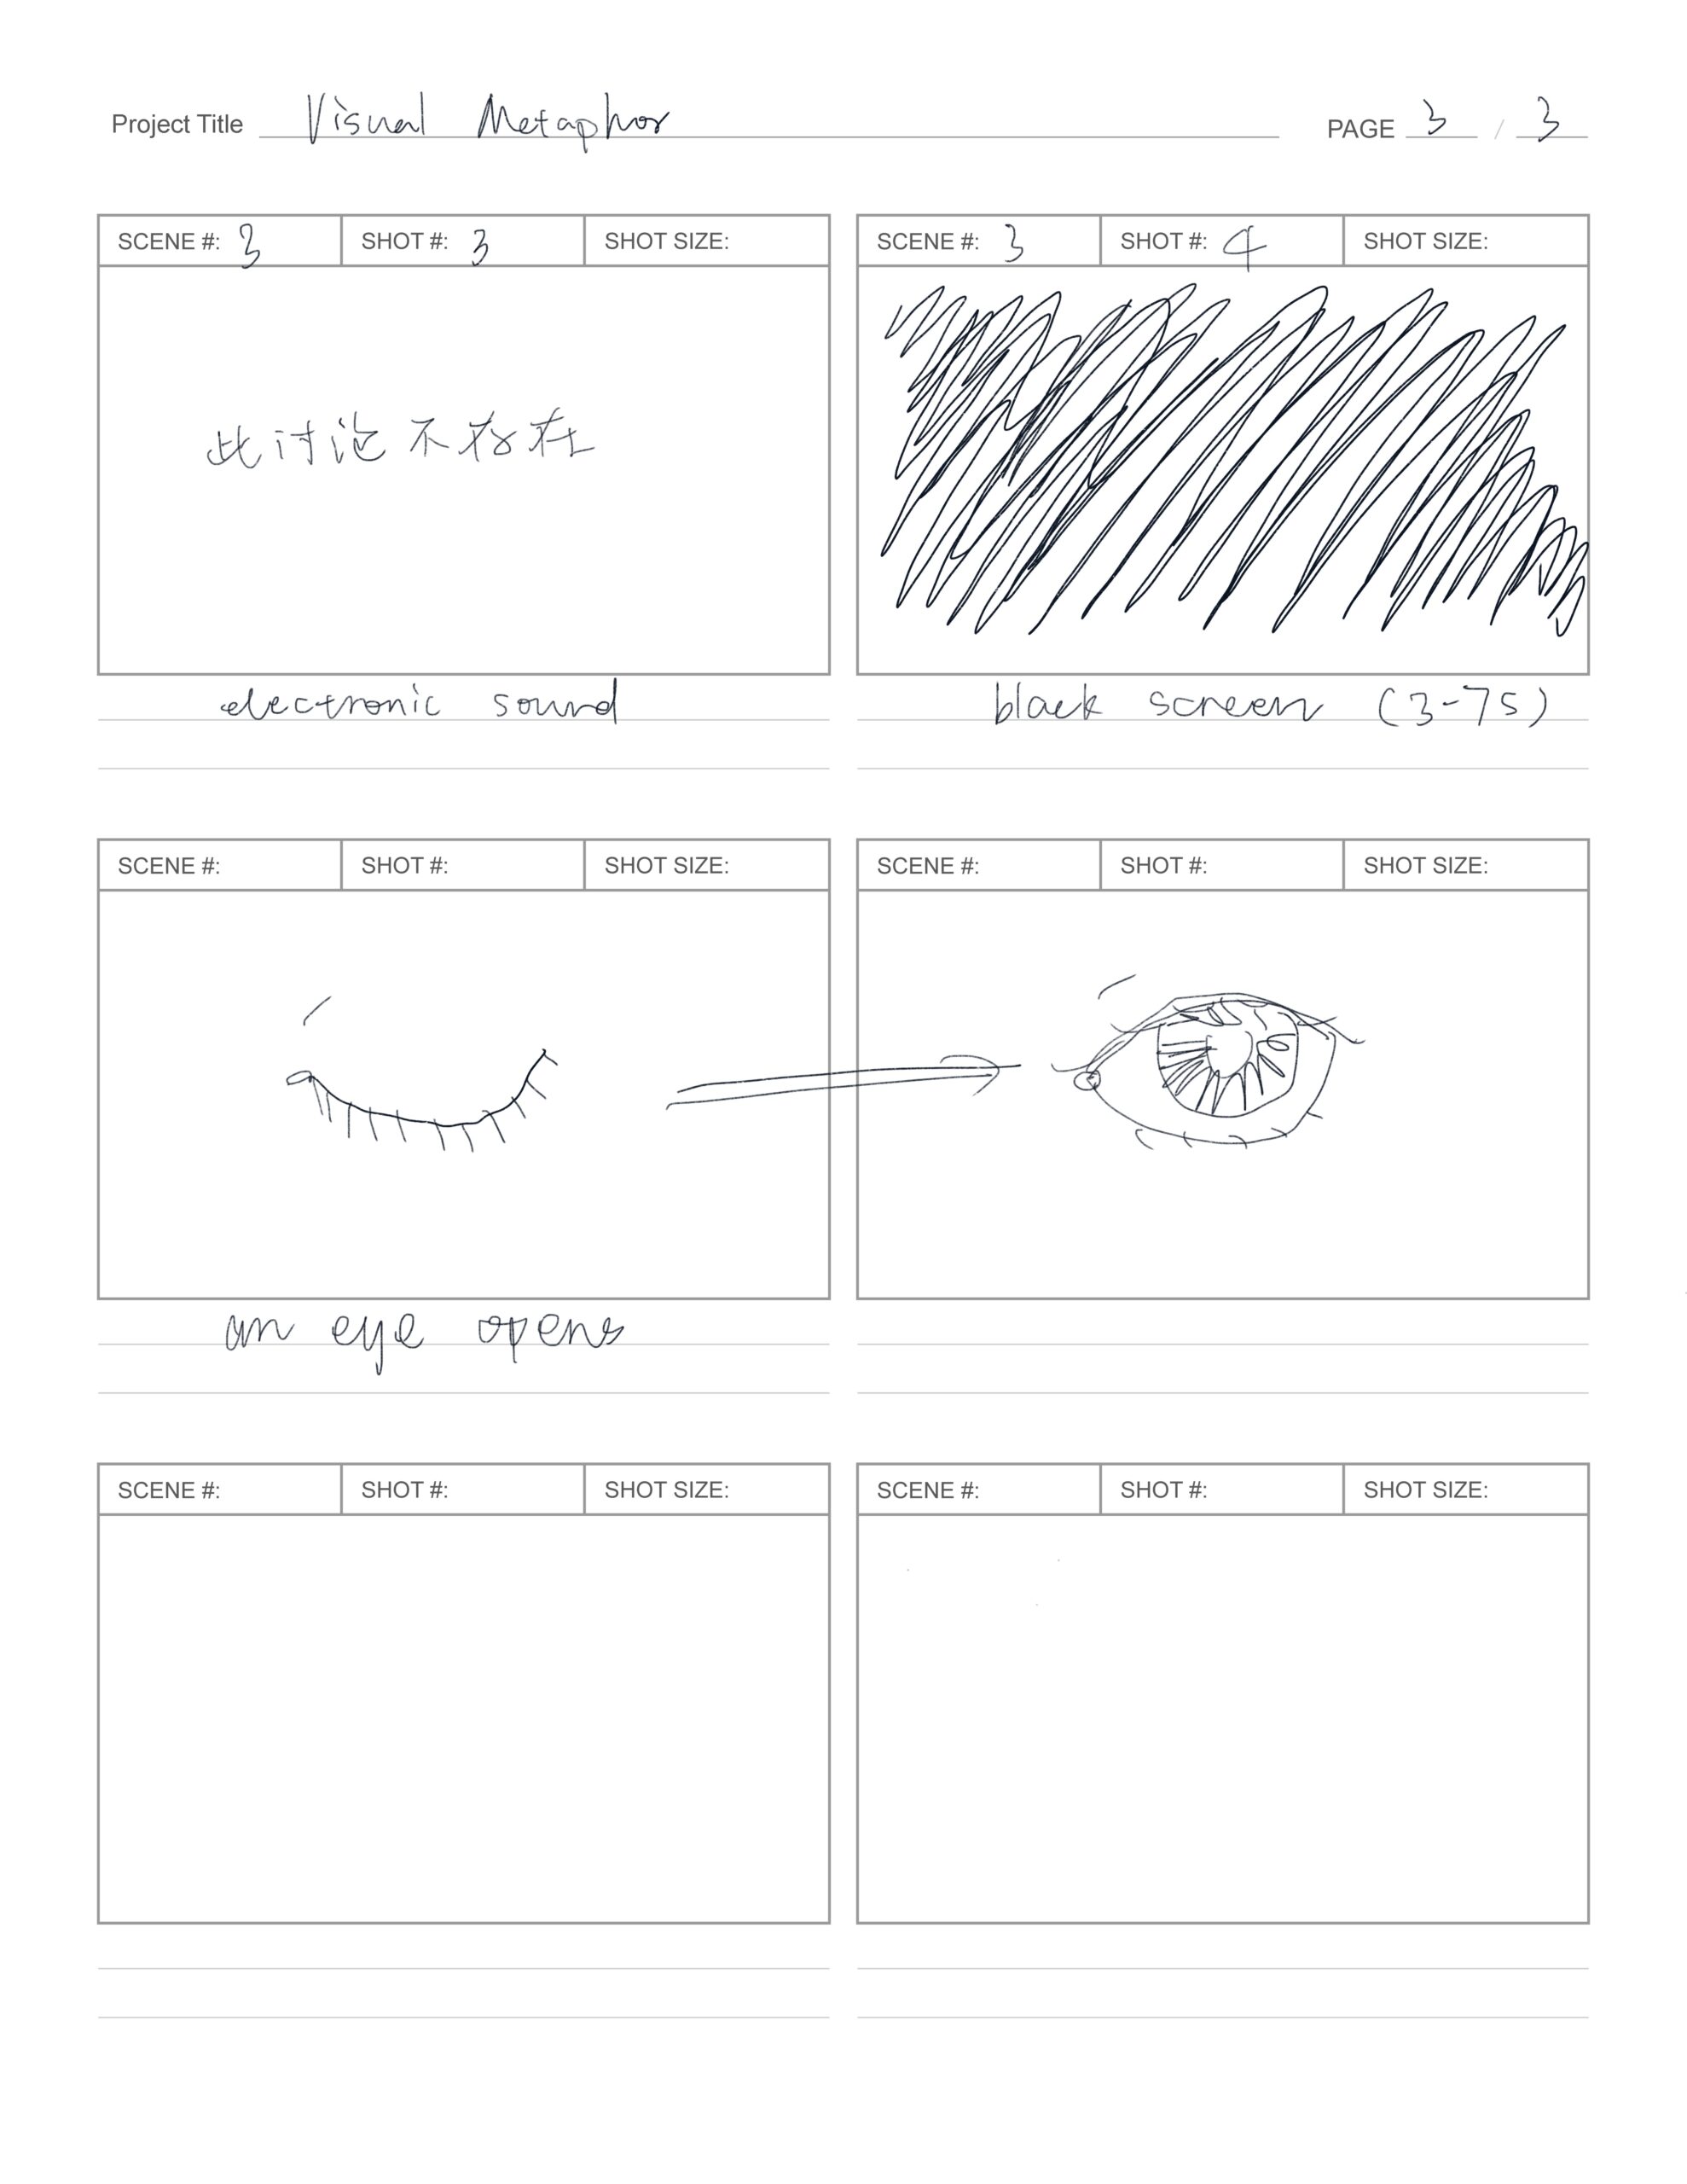 Project Title Visual Metaphor
PAGE 3 / 3
SCENE #: 3 SHOT #: 3 SHOT SIZE:
SCENE #: 3 SHOT #: 4 SHOT SIZE:
此讨论不存在
electronic sound
black screen (3-7s)
SCENE #: SHOT #: SHOT SIZE:
SCENE #: SHOT #: SHOT SIZE:
an eye opens
SCENE #: SHOT #: SHOT SIZE:
SCENE #: SHOT #: SHOT SIZE: